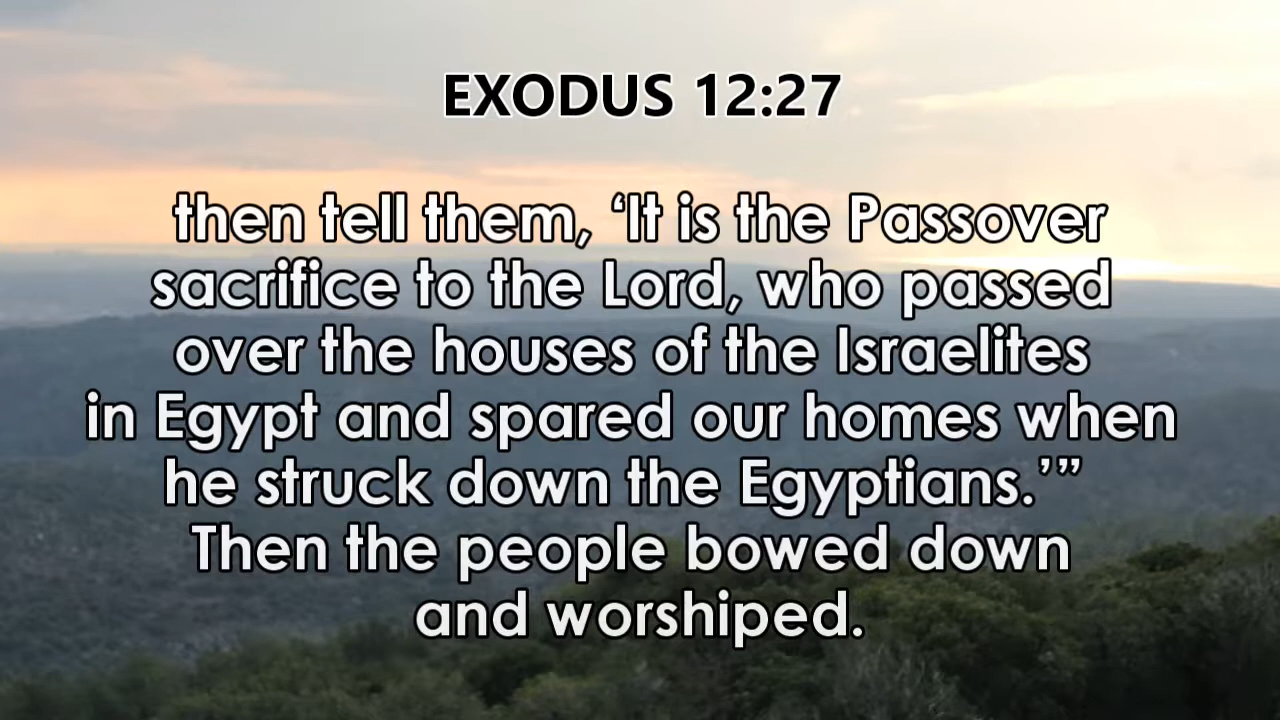 EXODUS 12:27
then tell them, ‘It is the Passover
sacrifice to the Lord, who passed
over the houses of the Israelites
in Egypt and spared our homes when
he struck down the Egyptians.’”
Then the people bowed down
and worshiped.